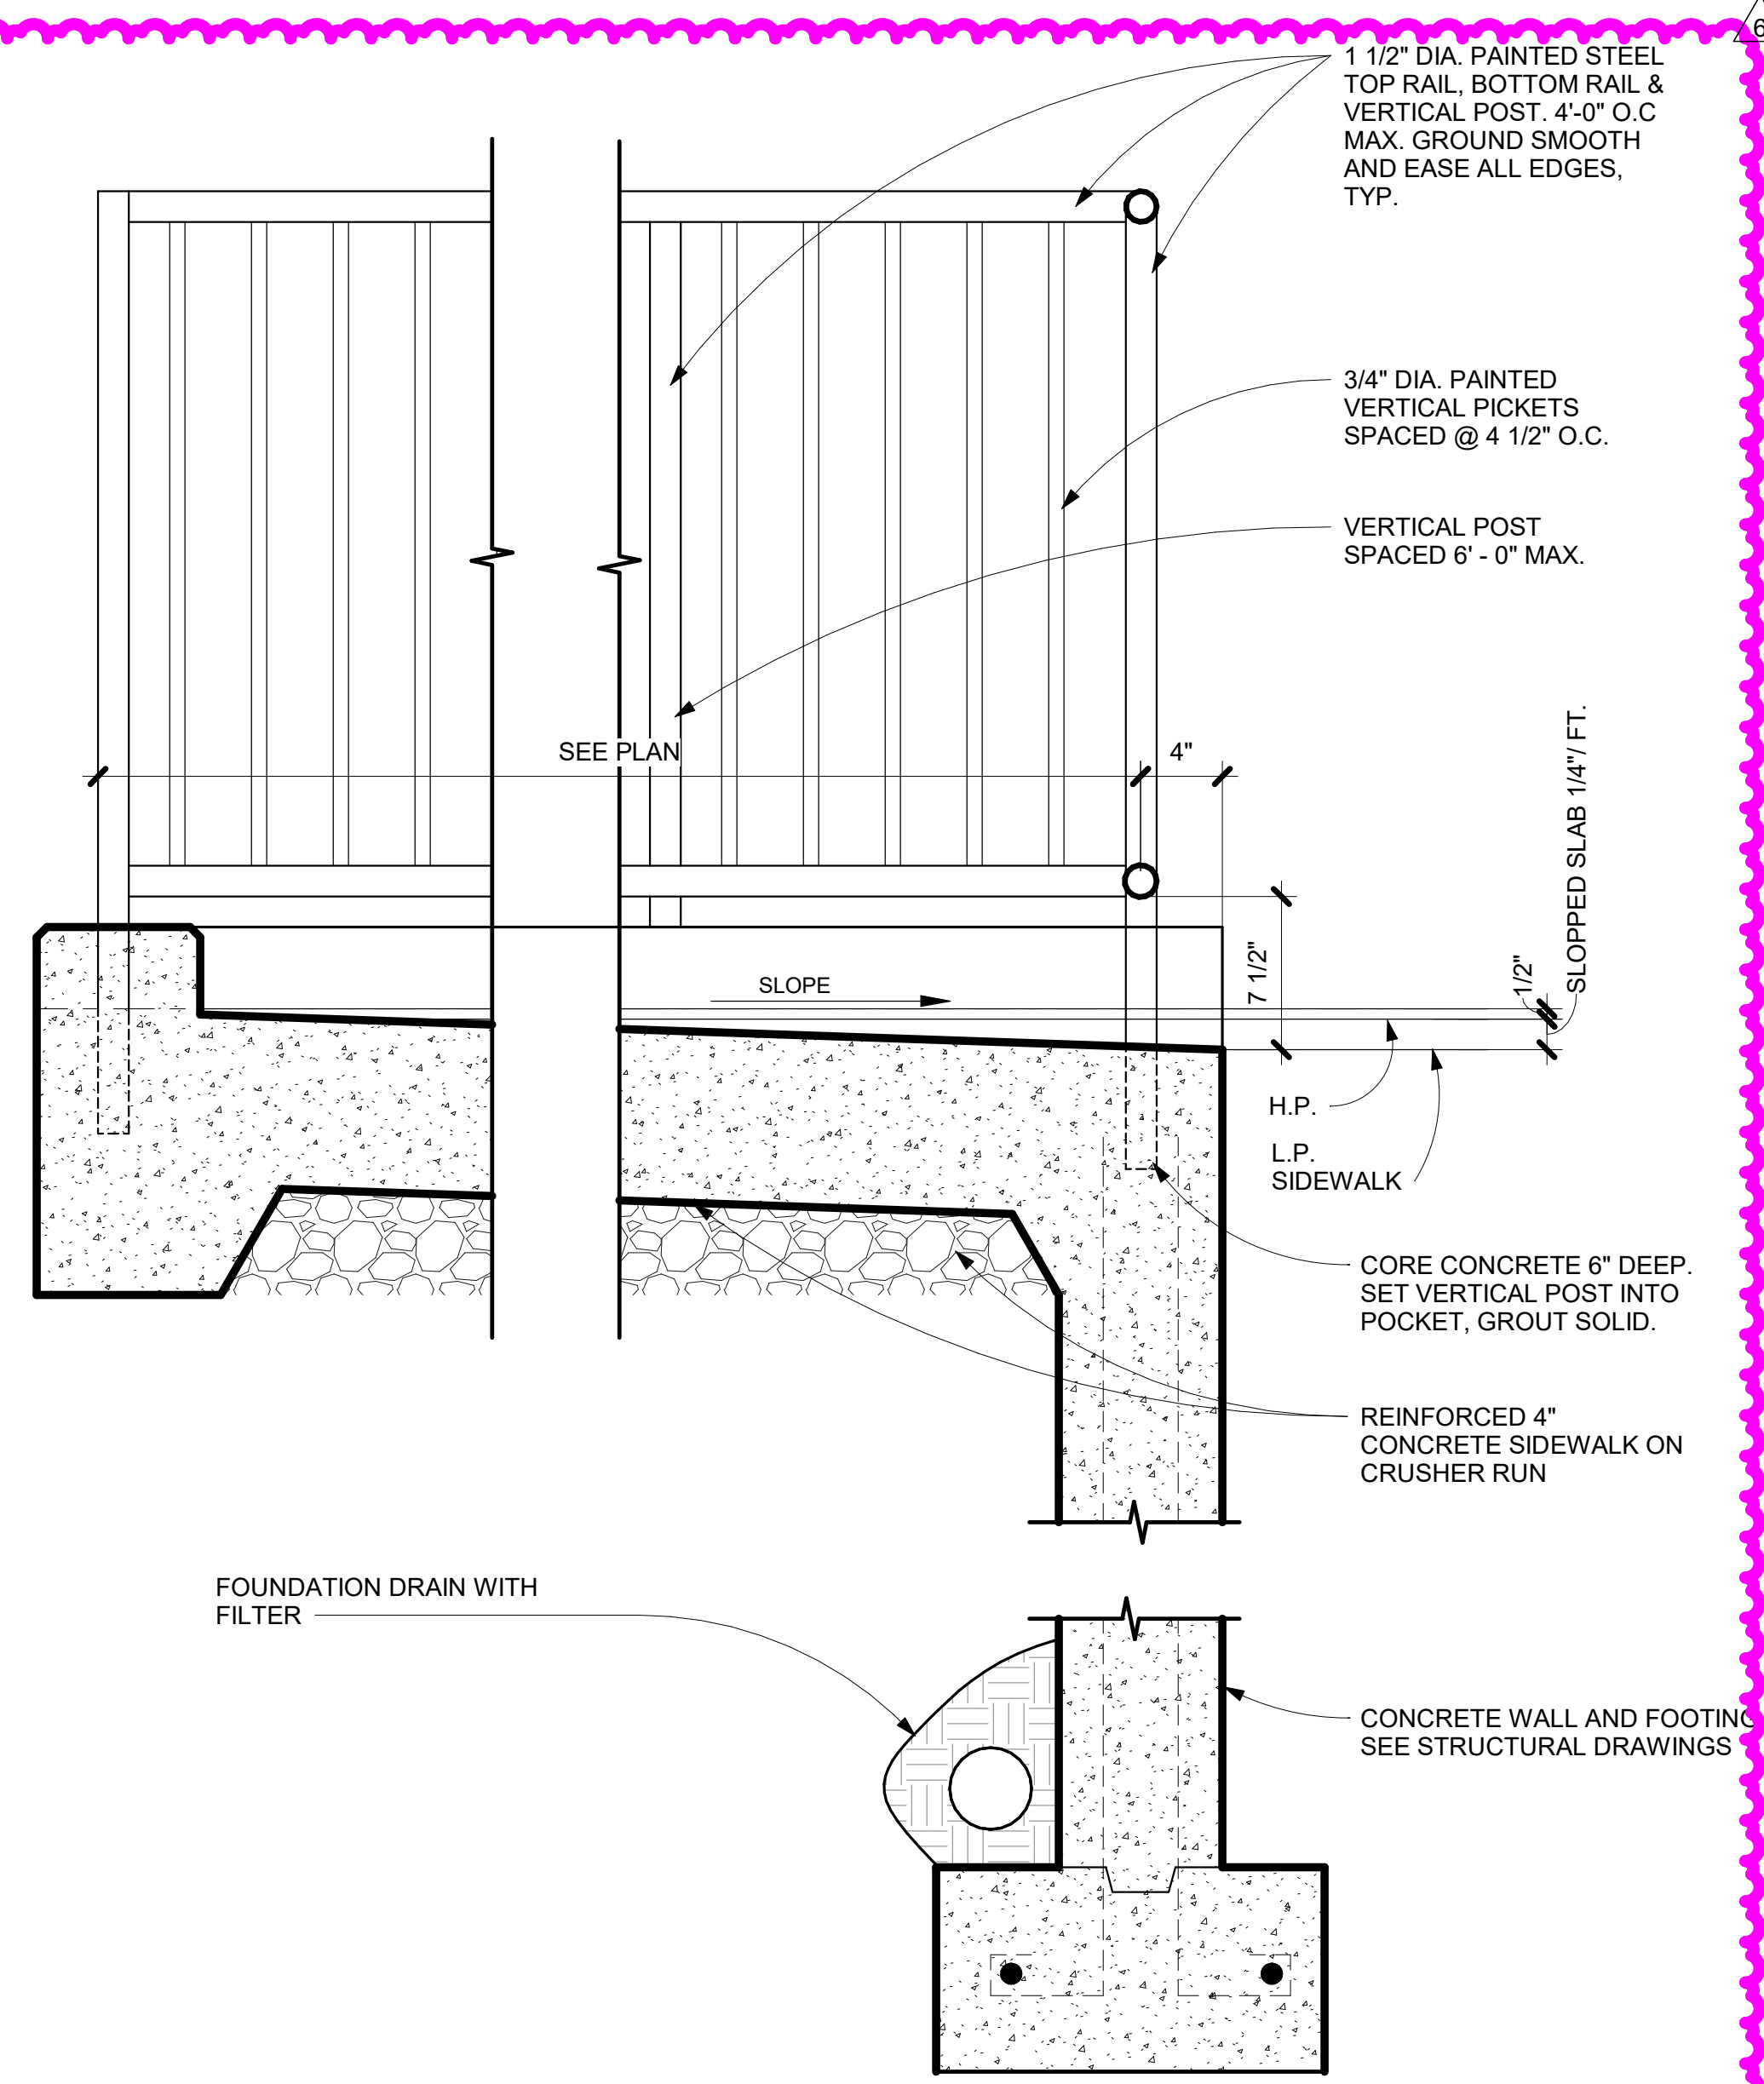 6
1 1/2" DIA. PAINTED STEEL
TOP RAIL, BOTTOM RAIL &
VERTICAL POST. 4'-0" O.C
MAX. GROUND SMOOTH
AND EASE ALL EDGES,
TYP.
3/4" DIA. PAINTED
VERTICAL PICKETS
SPACED @ 4 1/2" O.C.
VERTICAL POST
SPACED 6' - 0" MAX.
SEE PLAN
4"
SLOPPED SLAB 1/4"/ FT.
7 1/2"
1/2"
SLOPE
H.P.
L.P.
SIDEWALK
CORE CONCRETE 6" DEEP.
SET VERTICAL POST INTO
POCKET, GROUT SOLID.
REINFORCED 4"
CONCRETE SIDEWALK ON
CRUSHER RUN
FOUNDATION DRAIN WITH
FILTER
CONCRETE WALL AND FOOTING
SEE STRUCTURAL DRAWINGS